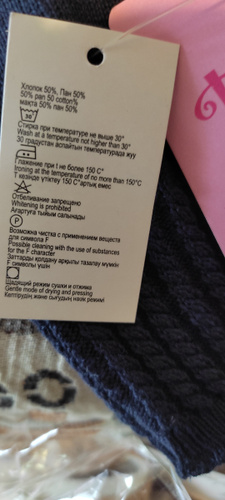 Хлопок 50%, Пан 50%
50% pan 50 cotton%
мақта 50% пан 50%
30°
Стирка при температуре не выше 30°
Wash at a temperature not higher than 30°
30 градустан аспайтын температурада жуу
Глажение при t не более 150 С°
Ironing at a temperature of no more than 150°C
Т кезінде үтіктеу 150 С°артық емес
Отбеливание запрещено
Whitening is prohibited
Ағартуға тыйым салынады
Возможна чистка с применением веществ
для символа F
Possible cleaning with the use of substances
for the F character
Заттарды қолдану арқылы тазалау мүмкін
F символы үшін
Щадящий режим сушки и отжима
Gentle mode of drying and pressing
Кептірудің және сығудың нәзік режимі